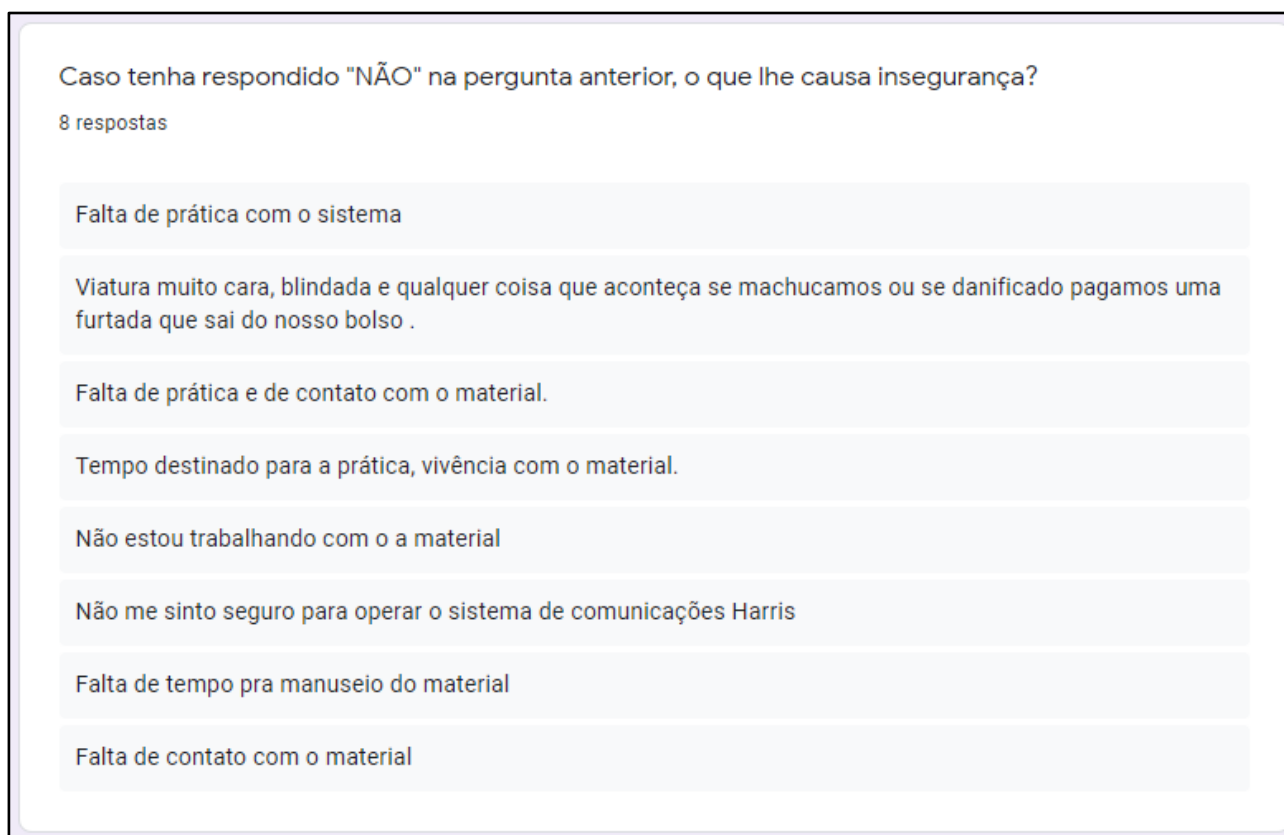 Caso tenha respondido "NÃO" na pergunta anterior, o que lhe causa insegurança?
8 respostas
Falta de prática com o sistema
Viatura muito cara, blindada e qualquer coisa que aconteça se machucamos ou se danificado pagamos uma
furtada que sai do nosso bolso .
Falta de prática e de contato com o material.
Tempo destinado para a prática, vivência com o material.
Não estou trabalhando com o a material
Não me sinto seguro para operar o sistema de comunicações Harris
Falta de tempo pra manuseio do material
Falta de contato com o material